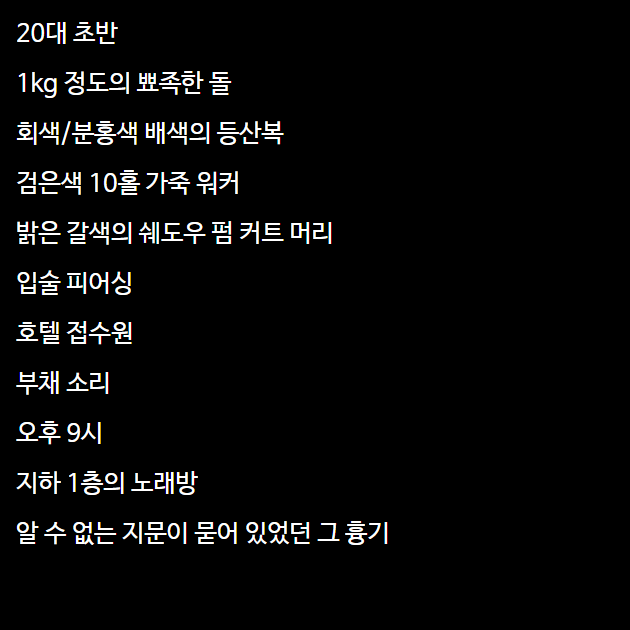 20대 초반
1kg 정도의 뾰족한 돌
회색/분홍색 배색의 등산복
검은색 10홀 가죽 워커
밝은 갈색의 쉐도우 펌 커트 머리
입술 피어싱
호텔 접수원
부채 소리
오후 9시
지하 1층의 노래방
알 수 없는 지문이 묻어 있었던 그 흉기